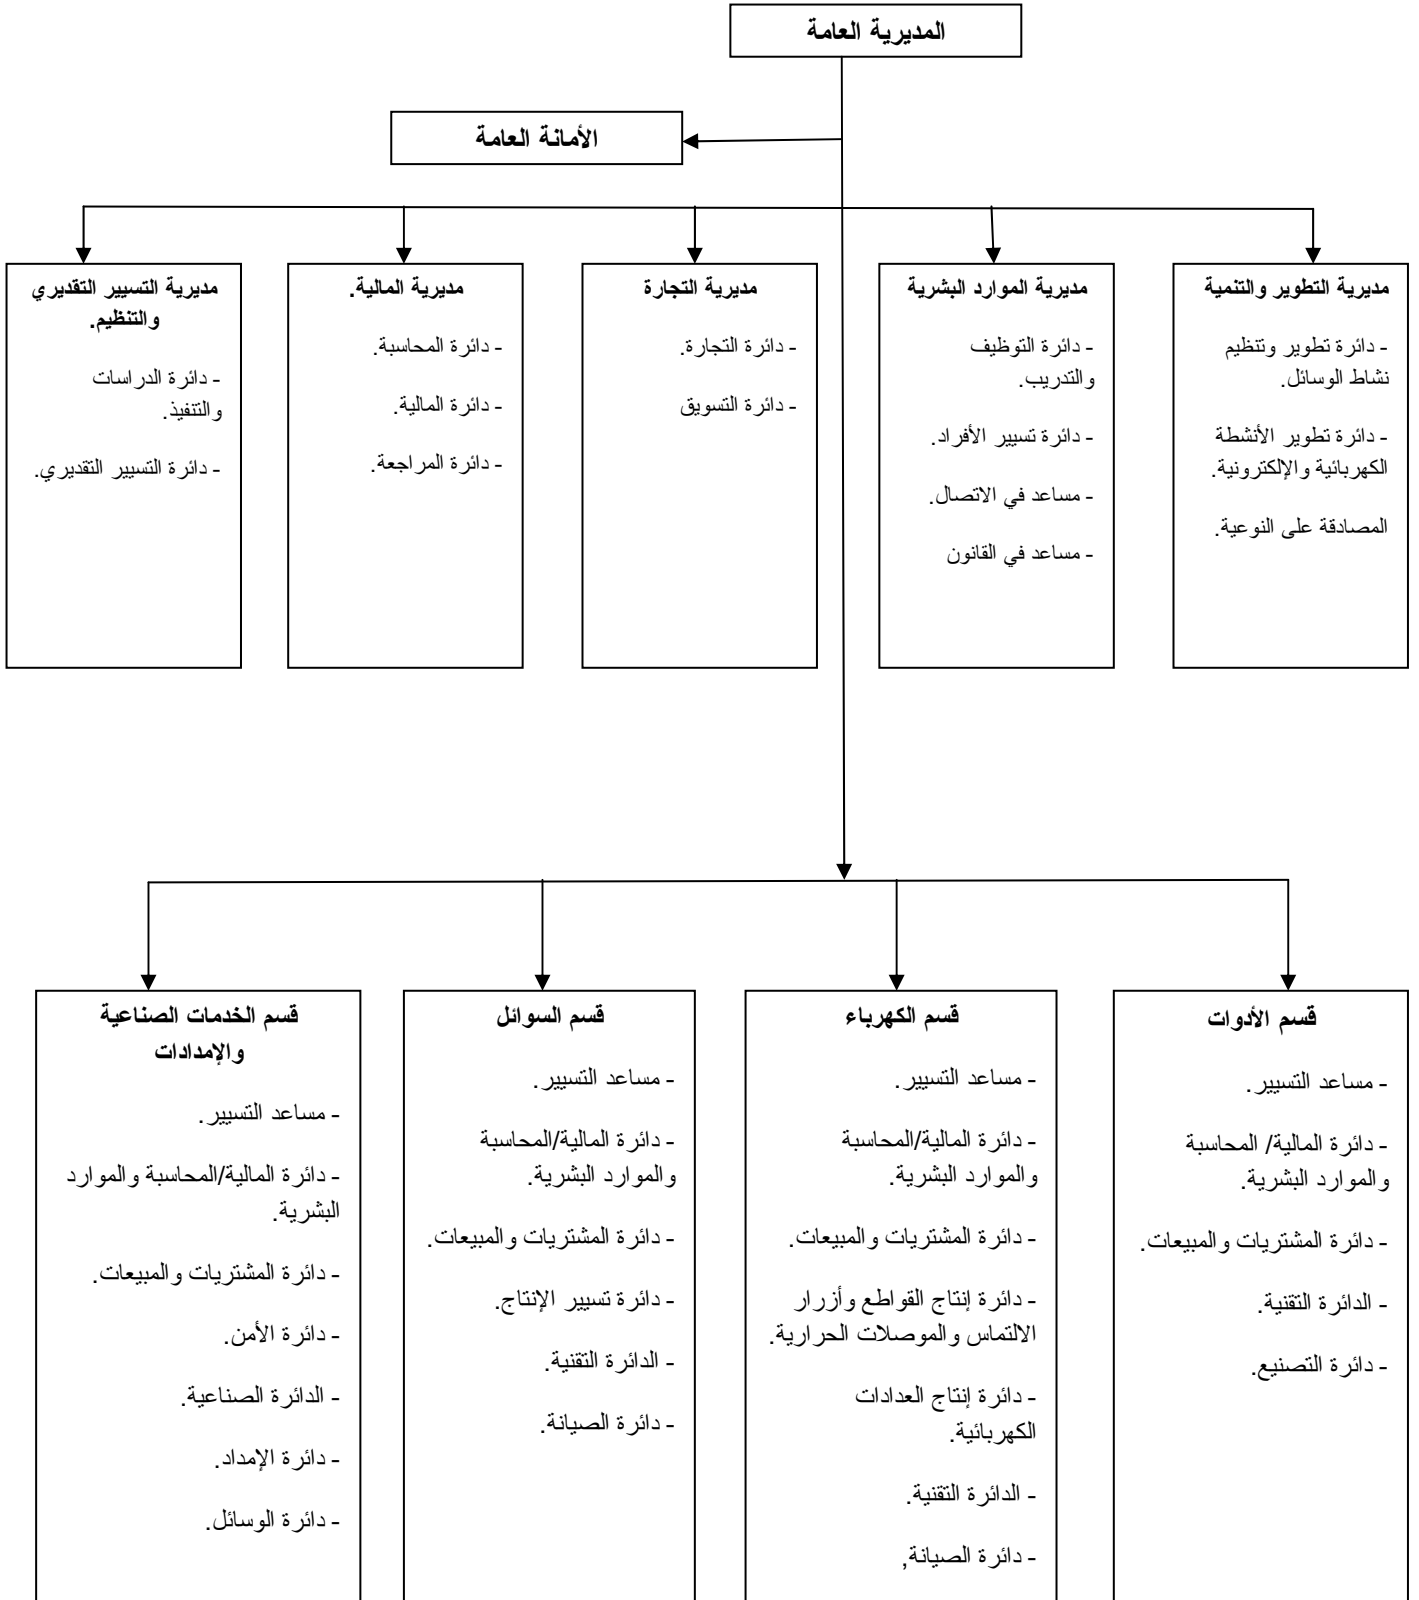 المديرية العامة
الأمانة العامة
مديرية التطوير والتنمية
- دائرة تطوير وتنظيم
نشاط الوسائل.
- دائرة تطوير الأنشطة
الكهربائية والإلكترونية.
المصادقة على النوعية.
مديرية الموارد البشرية
- دائرة التوظيف
والتدريب.
- دائرة تسيير الأفراد.
- مساعد في الاتصال.
- مساعد في القانون
مديرية التجارة
- دائرة التجارة.
- دائرة التسويق
مديرية المالية.
- دائرة المحاسبة.
- دائرة المالية.
- دائرة المراجعة.
مديرية التسيير التقديري
والتنظيم.
- دائرة الدراسات
والتنفيذ.
- دائرة التسيير التقديري.
قسم الأدوات
- مساعد التسيير.
- دائرة المالية/ المحاسبة
والموارد البشرية.
- دائرة المشتريات والمبيعات.
- الدائرة التقنية.
- دائرة التصنيع.
قسم الكهرباء
- مساعد التسيير.
- دائرة المالية/المحاسبة
والموارد البشرية.
- دائرة المشتريات والمبيعات.
- دائرة إنتاج القواطع وأزرار
الالتماس والموصلات الحرارية.
- دائرة إنتاج العدادات
الكهربائية.
- الدائرة التقنية.
- دائرة الصيانة,
قسم السوائل
- مساعد التسيير.
- دائرة المالية/المحاسبة
والموارد البشرية.
- دائرة المشتريات والمبيعات.
- دائرة تسيير الإنتاج.
- الدائرة التقنية.
- دائرة الصيانة.
قسم الخدمات الصناعية
والإمدادات
- مساعد التسيير.
- دائرة المالية/المحاسبة والموارد
البشرية.
- دائرة المشتريات والمبيعات.
- دائرة الأمن.
- الدائرة الصناعية.
- دائرة الإمداد.
- دائرة الوسائل.